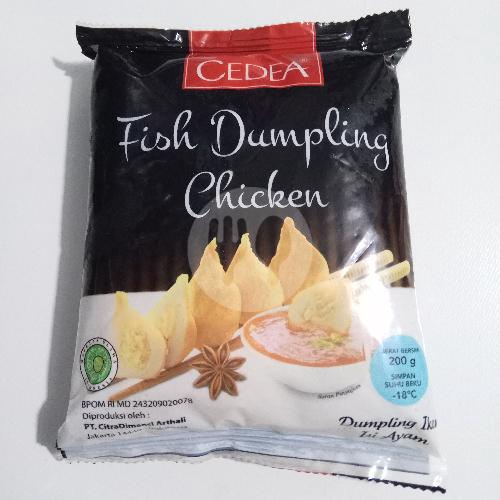 CEDEA
Fish Dumpling
Chicken
BERAT BERSIH
200 g
SIMPAN
SUHU BEKU
-18°C
BPOM RI MD 243209020078
Diproduksi oleh :
PT. CitraDimensi Arthali
Jakarta
Dumpling Ikan
Isi Ayam